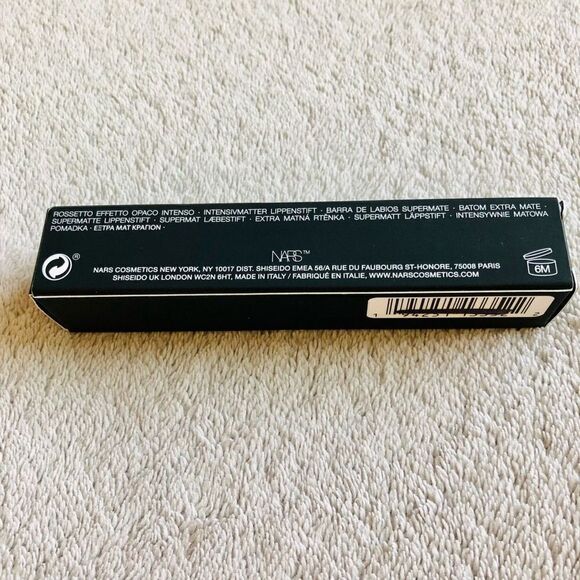 ROSSETTO EFFETTO OPACO INTENSO · INTENSIVMATTER LIPPENSTIFT · BARRA DE LABIOS SUPERMATE · BATOM EXTRA MATE ·
SUPERMATTE LIPPENSTIFT · SUPERMAT LÆBESTIFT · EXTRA MATNÁ RTĚNKA · SUPERMATT LÄPPSTIFT · INTENSYWNIE MATOWA
POMADKA · ΕΞΤΡΑ ΜΑΤ ΚΡΑΓΙΟΝ ·
NARS™
NARS COSMETICS NEW YORK, NY 10017 DIST. SHISEIDO EMEA 56/A RUE DU FAUBOURG ST-HONORE, 75008 PARIS
SHISEIDO UK LONDON WC2N 6HT, MADE IN ITALY / FABRIQUÉ EN ITALIE, WWW.NARSCOSMETICS.COM
®
6M
1 2